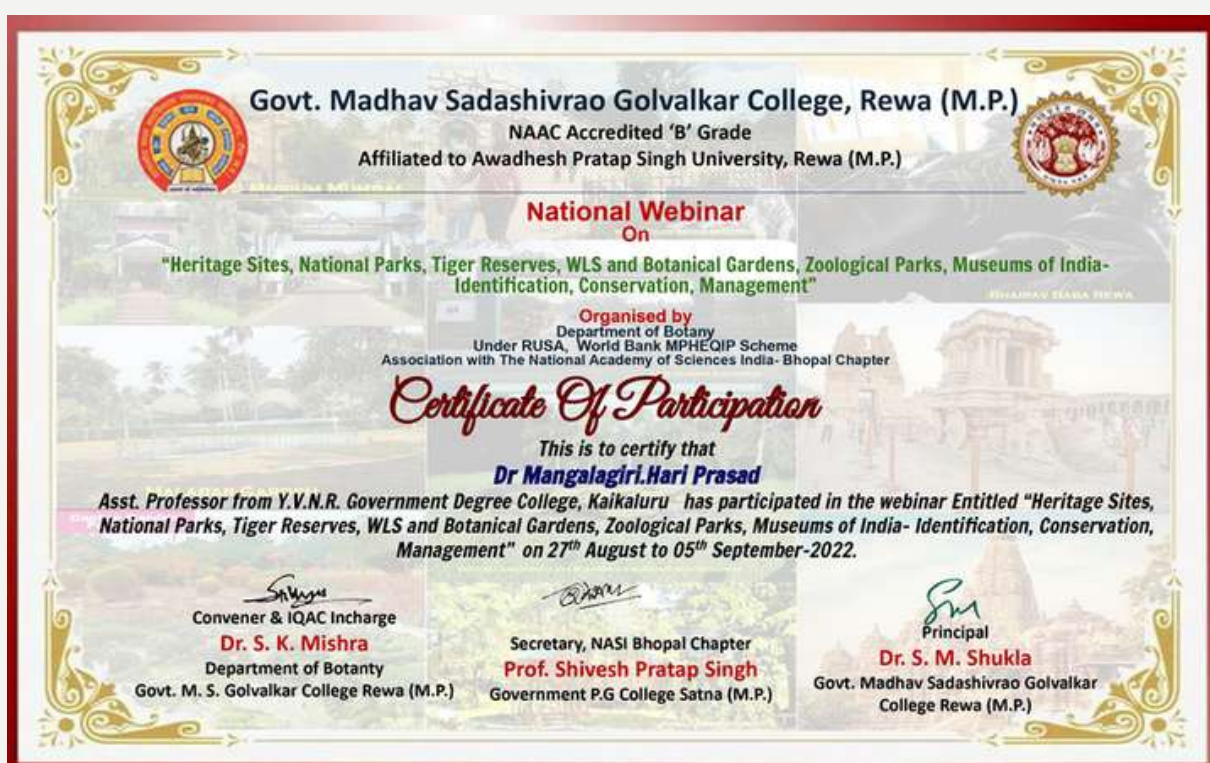 Govt. Madhav Sadashivrao Golvalkar College, Rewa (M.P.)
NAAC Accredited ‘B’ Grade
Affiliated to Awadhesh Pratap Singh University, Rewa (M.P.)
National Webinar
On
"Heritage Sites, National Parks, Tiger Reserves, WLS and Botanical Gardens, Zoological Parks, Museums of India-
Identification, Conservation, Management"
BHAIRAV BABA REWA
Organised by
Department of Botany
Under RUSA, World Bank MPHEQIP Scheme
Association with The National Academy of Sciences India- Bhopal Chapter
Certificate Of Participation
This is to certify that
Dr Mangalagiri.Hari Prasad
Asst. Professor from Y.V.N.R. Government Degree College, Kaikaluru has participated in the webinar Entitled "Heritage Sites,
National Parks, Tiger Reserves, WLS and Botanical Gardens, Zoological Parks, Museums of India- Identification, Conservation,
Management" on 27th August to 05th September-2022.
Convener & IQAC Incharge
Dr. S. K. Mishra
Department of Botanty
Govt. M. S. Golvalkar College Rewa (M.P.)
Secretary, NASI Bhopal Chapter
Prof. Shivesh Pratap Singh
Government P.G College Satna (M.P.)
Principal
Dr. S. M. Shukla
Govt. Madhav Sadashivrao Golvalkar
College Rewa (M.P.)